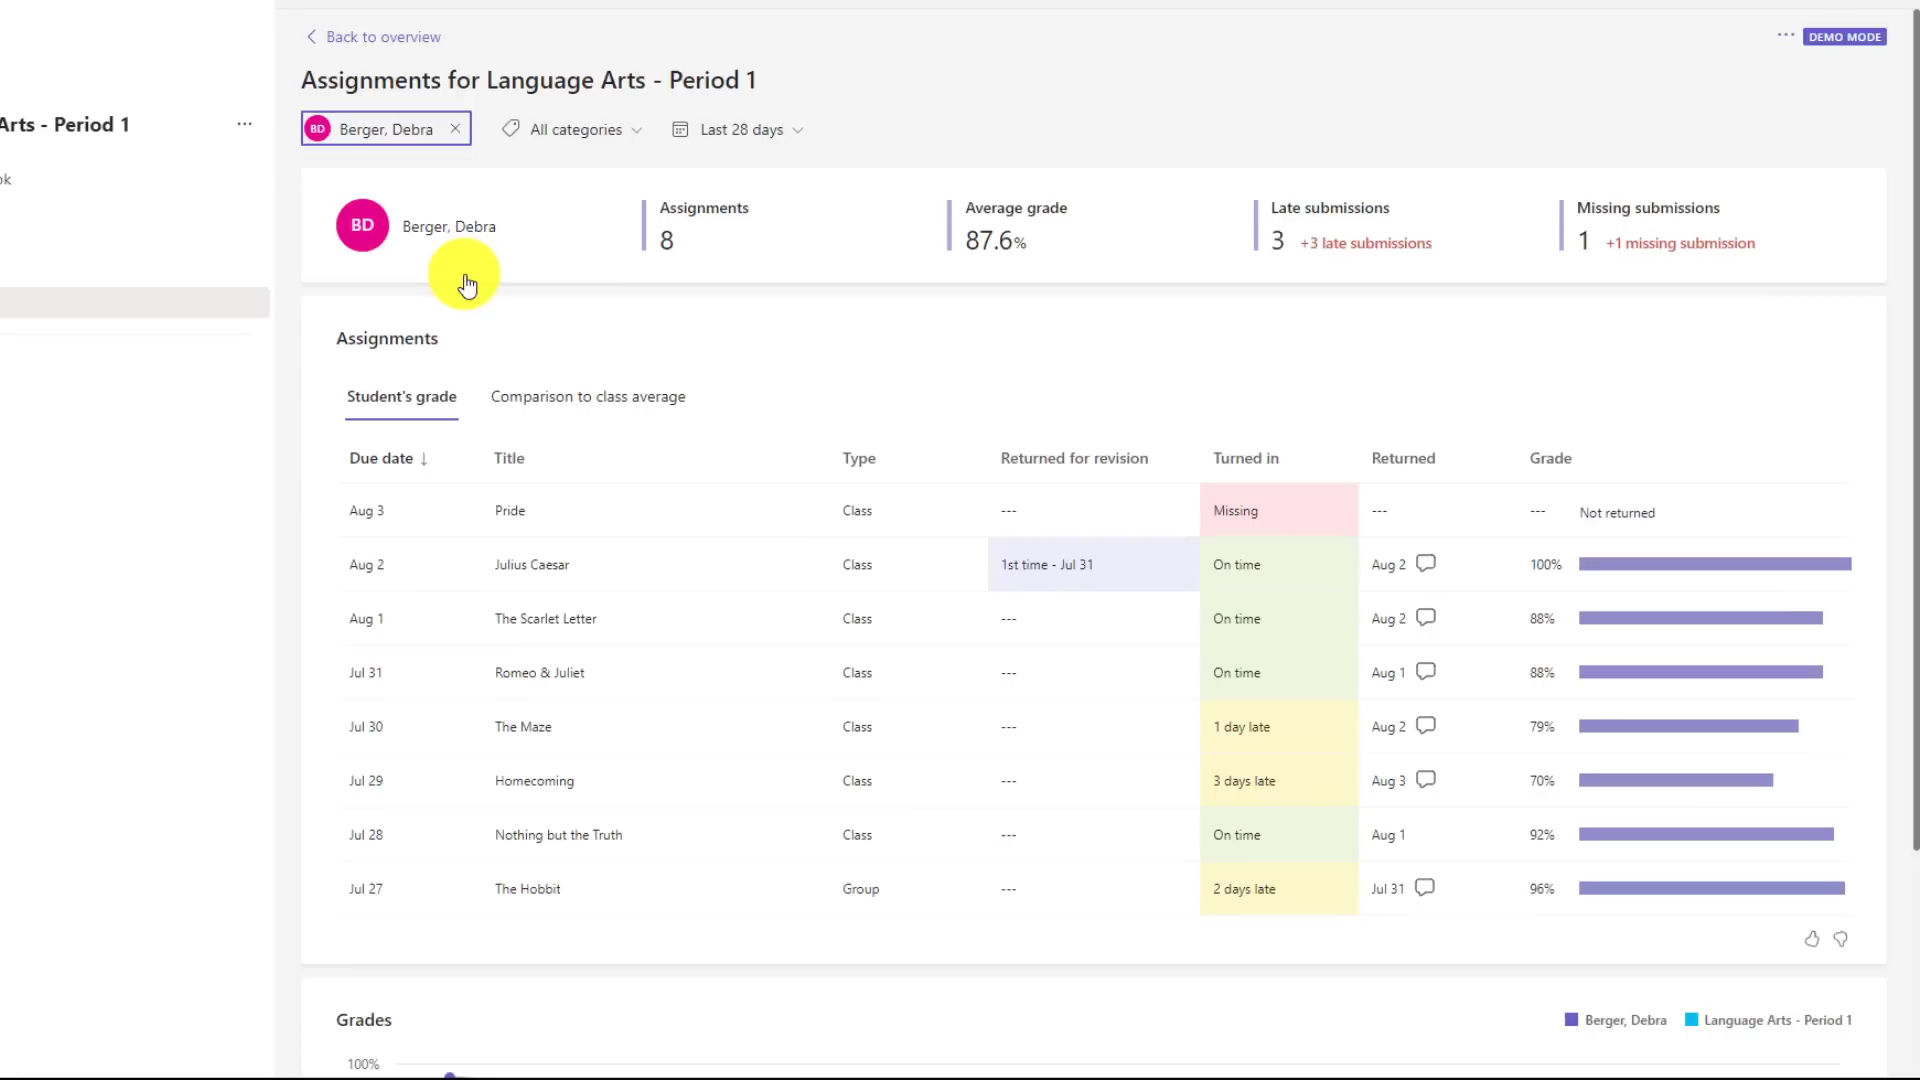 Back to overview
··· DEMO MODE
Assignments for Language Arts - Period 1
Arts - Period 1 ···
BD Berger, Debra × All categories Last 28 days
ok
BD Berger, Debra
Assignments
8
Average grade
87.6%
Late submissions
3 +3 late submissions
Missing submissions
1 +1 missing submission
Assignments
Student's grade Comparison to class average
Due date ↓ Title Type Returned for revision Turned in Returned Grade
Aug 3 Pride Class --- Missing --- --- Not returned
Aug 2 Julius Caesar Class 1st time - Jul 31 On time Aug 2 100%
Aug 1 The Scarlet Letter Class --- On time Aug 2 88%
Jul 31 Romeo & Juliet Class --- On time Aug 1 88%
Jul 30 The Maze Class --- 1 day late Aug 2 79%
Jul 29 Homecoming Class --- 3 days late Aug 3 70%
Jul 28 Nothing but the Truth Class --- On time Aug 1 92%
Jul 27 The Hobbit Group --- 2 days late Jul 31 96%
Grades Berger, Debra Language Arts - Period 1
100%